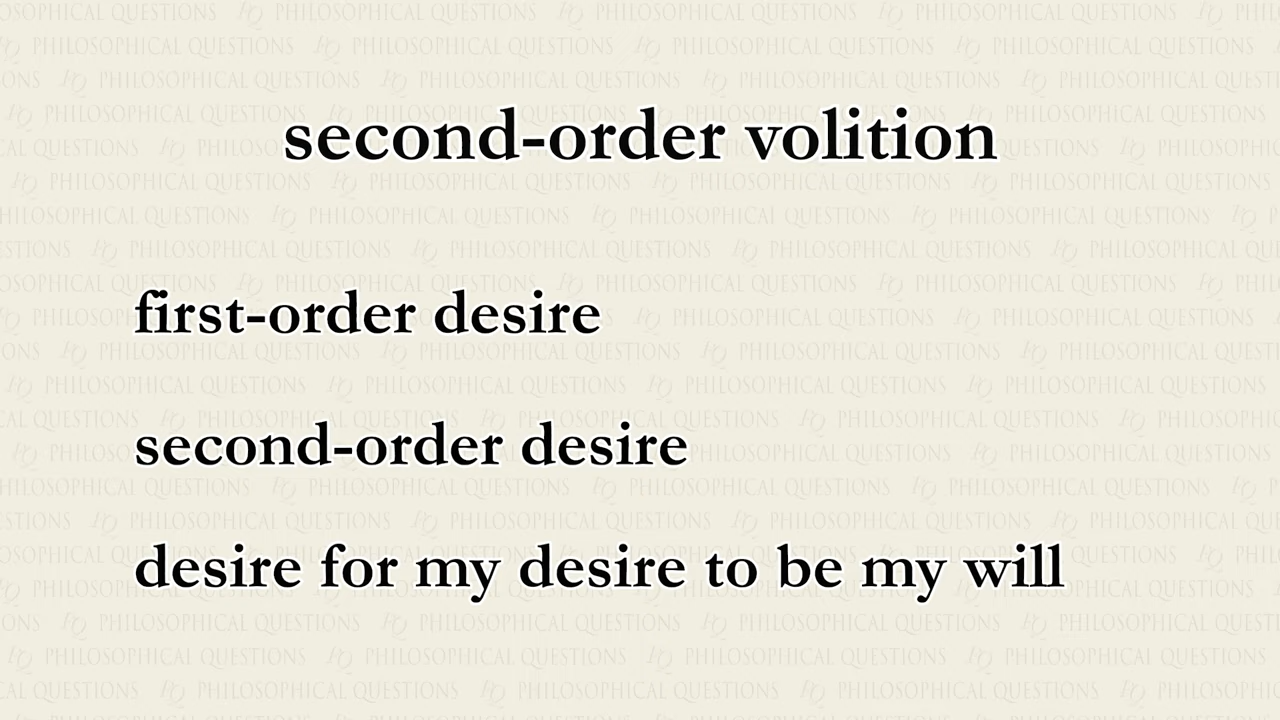 second-order volition
first-order desire
second-order desire
desire for my desire to be my will